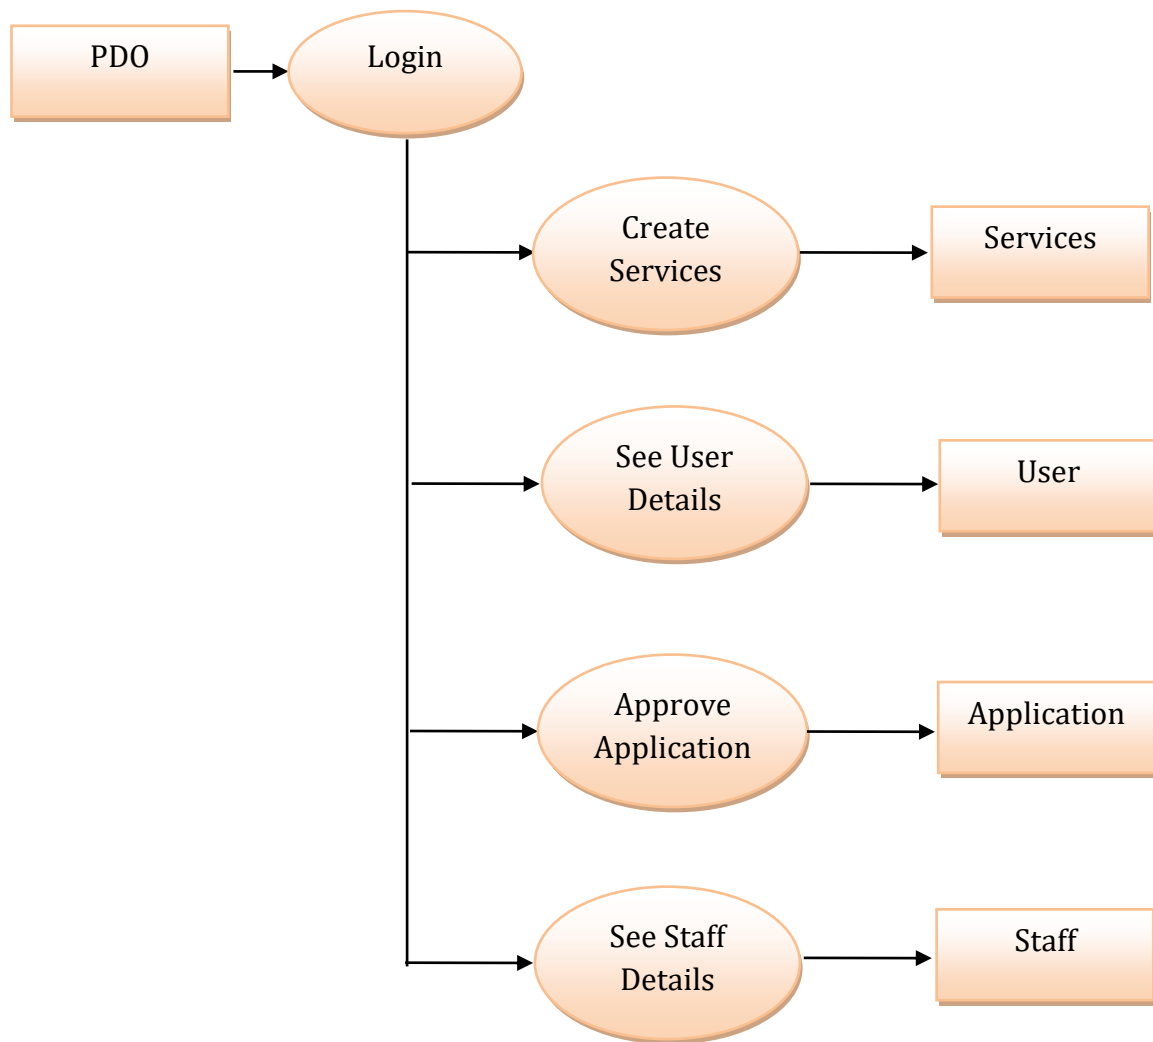 PDO
Login
Create
Services
Services
See User
Details
User
Approve
Application
Application
See Staff
Details
Staff